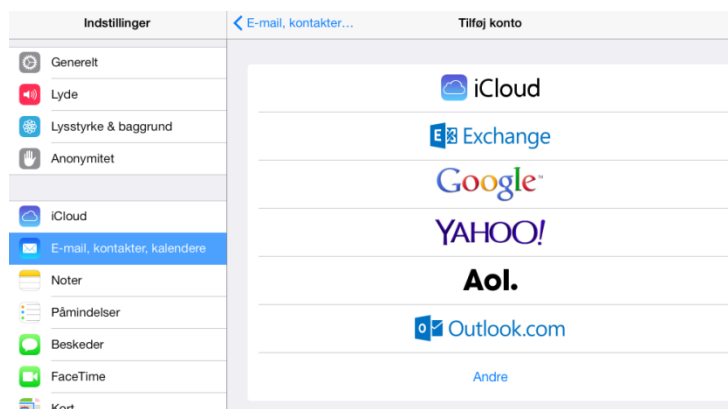 Indstillinger
E-mail, kontakter...
Tilføj konto
Generelt
Lyde
Lysstyrke & baggrund
Anonymitet
iCloud
E-mail, kontakter, kalendere
Noter
Påmindelser
Beskeder
FaceTime
Kort
iCloud
E Exchange
Google
YAHOO!
Aol.
o Outlook.com
Andre